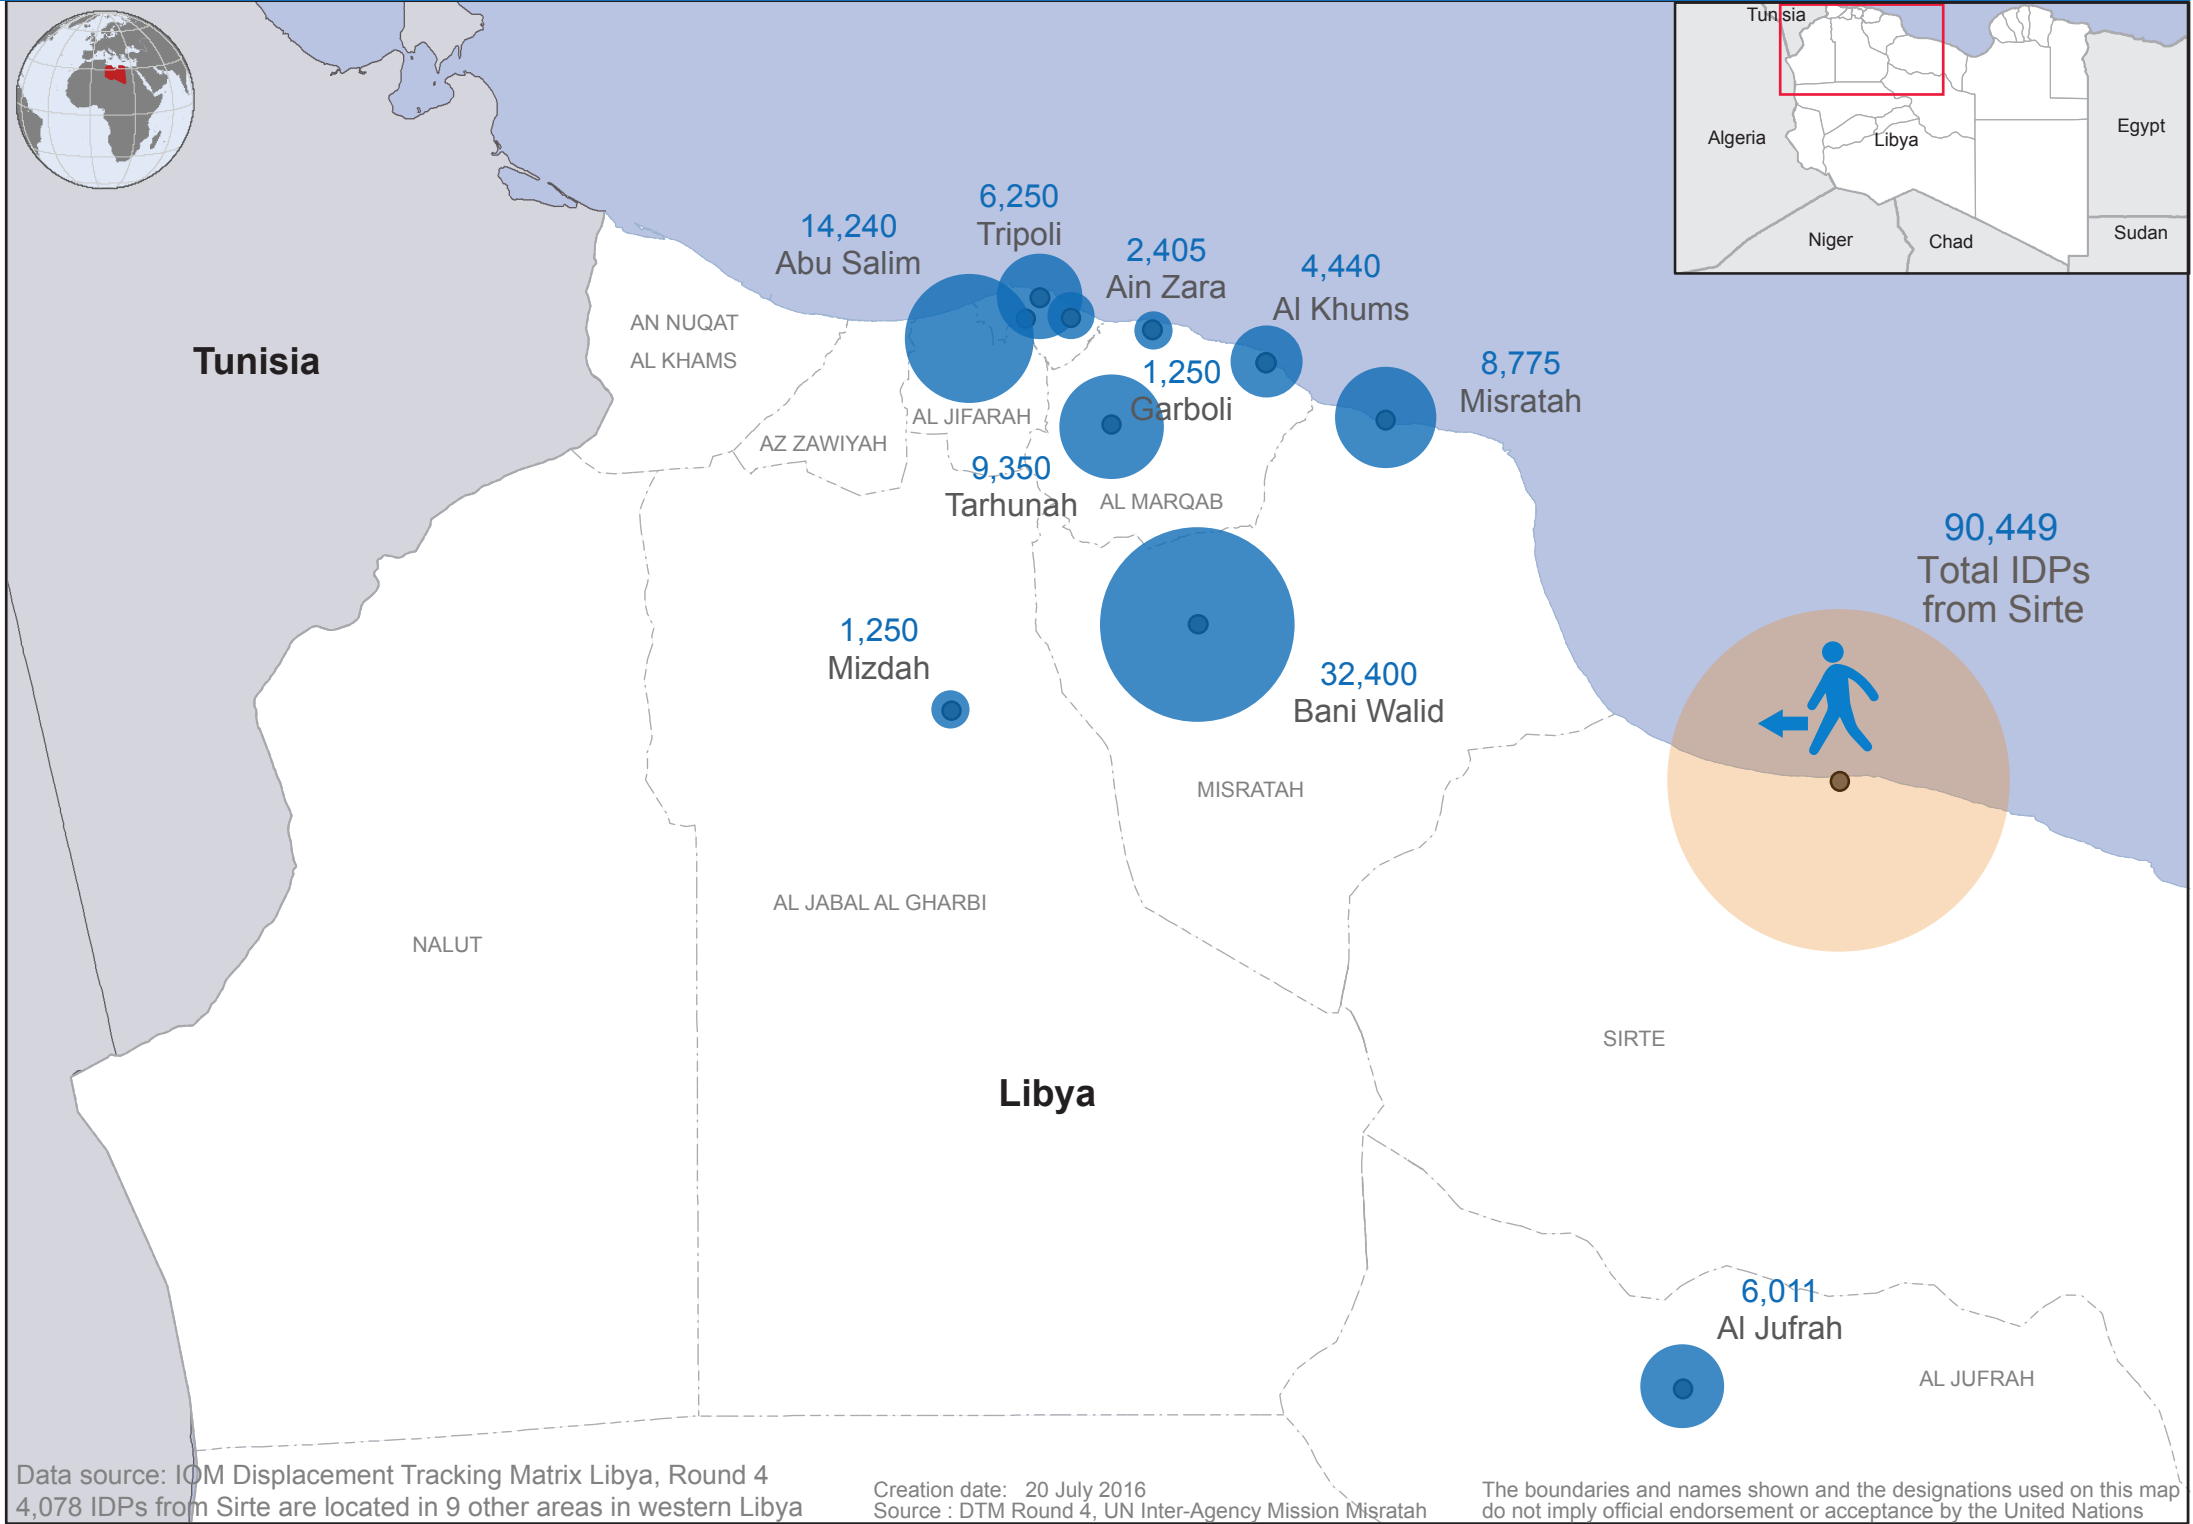 Tunisia
Algeria
Libya
Egypt
Niger
Chad
Sudan
6,250
Tripoli
14,240
Abu Salim
2,405
Ain Zara
4,440
Al Khums
AN NUQAT
AL KHAMS
Tunisia
1,250
Garboli
8,775
Misratah
AL JIFARAH
AZ ZAWIYAH
9,350
Tarhunah
AL MARQAB
90,449
Total IDPs
from Sirte
1,250
Mizdah
32,400
Bani Walid
MISRATAH
AL JABAL AL GHARBI
NALUT
SIRTE
Libya
6,011
Al Jufrah
AL JUFRAH
Data source: IOM Displacement Tracking Matrix Libya, Round 4
4,078 IDPs from Sirte are located in 9 other areas in western Libya
Creation date: 20 July 2016
Source : DTM Round 4, UN Inter-Agency Mission Misratah
The boundaries and names shown and the designations used on this map
do not imply official endorsement or acceptance by the United Nations